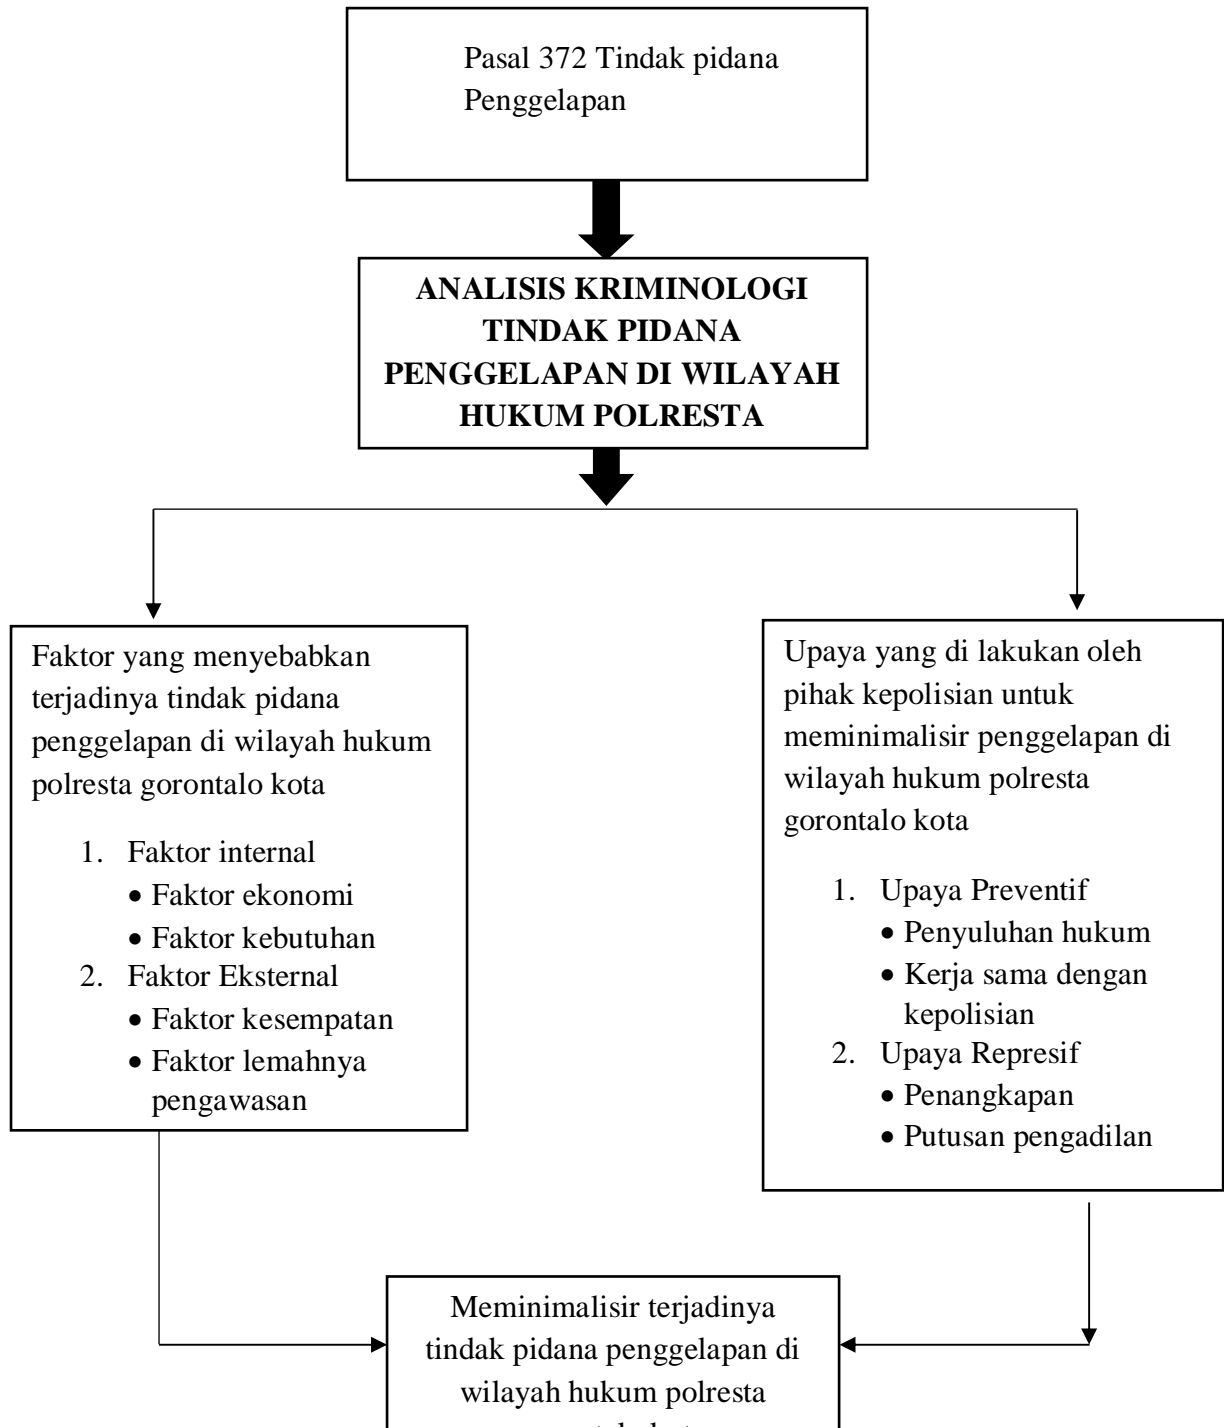 Pasal 372 Tindak pidana
Penggelapan
ANALISIS KRIMINOLOGI
TINDAK PIDANA
PENGGELAPAN DI WILAYAH
HUKUM POLRESTA
Faktor yang menyebabkan
terjadinya tindak pidana
penggelapan di wilayah hukum
polresta gorontalo kota
1. Faktor internal
• Faktor ekonomi
• Faktor kebutuhan
2. Faktor Eksternal
• Faktor kesempatan
• Faktor lemahnya
pengawasan
Upaya yang di lakukan oleh
pihak kepolisian untuk
meminimalisir penggelapan di
wilayah hukum polresta
gorontalo kota
1. Upaya Preventif
• Penyuluhan hukum
• Kerja sama dengan
kepolisian
2. Upaya Represif
• Penangkapan
• Putusan pengadilan
Meminimalisir terjadinya
tindak pidana penggelapan di
wilayah hukum polresta